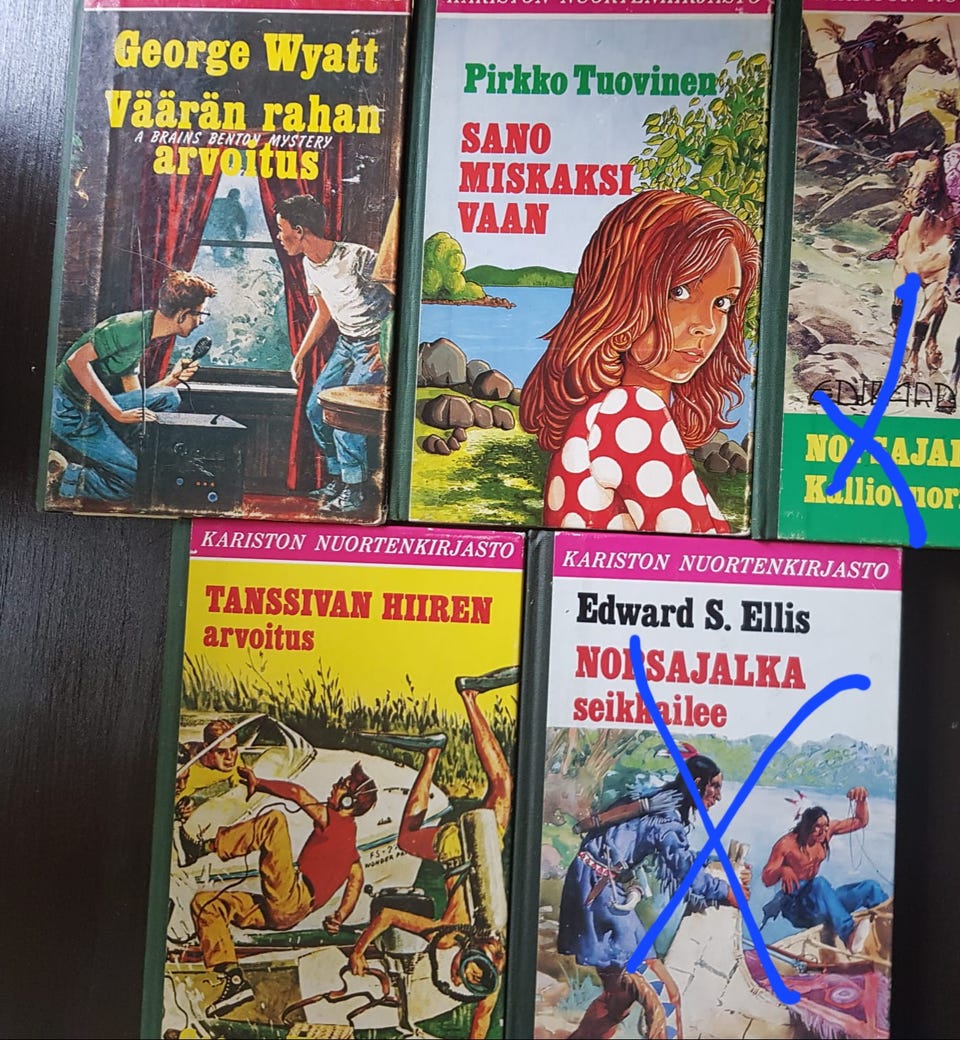 George Wyatt
Väärän rahan
A BRAINS BENTON MYSTERY
arvoitus
KARISTON NUORTENKIRJASTO
Pirkko Tuovinen
SANO
MISKAKSI
VAAN
KARISTON NUORTENKIRJASTO
TANSSIVAN HIIREN
arvoitus
KARISTON NUORTENKIRJASTO
Edward S. Ellis
NOPSAJALKA
seikkailee